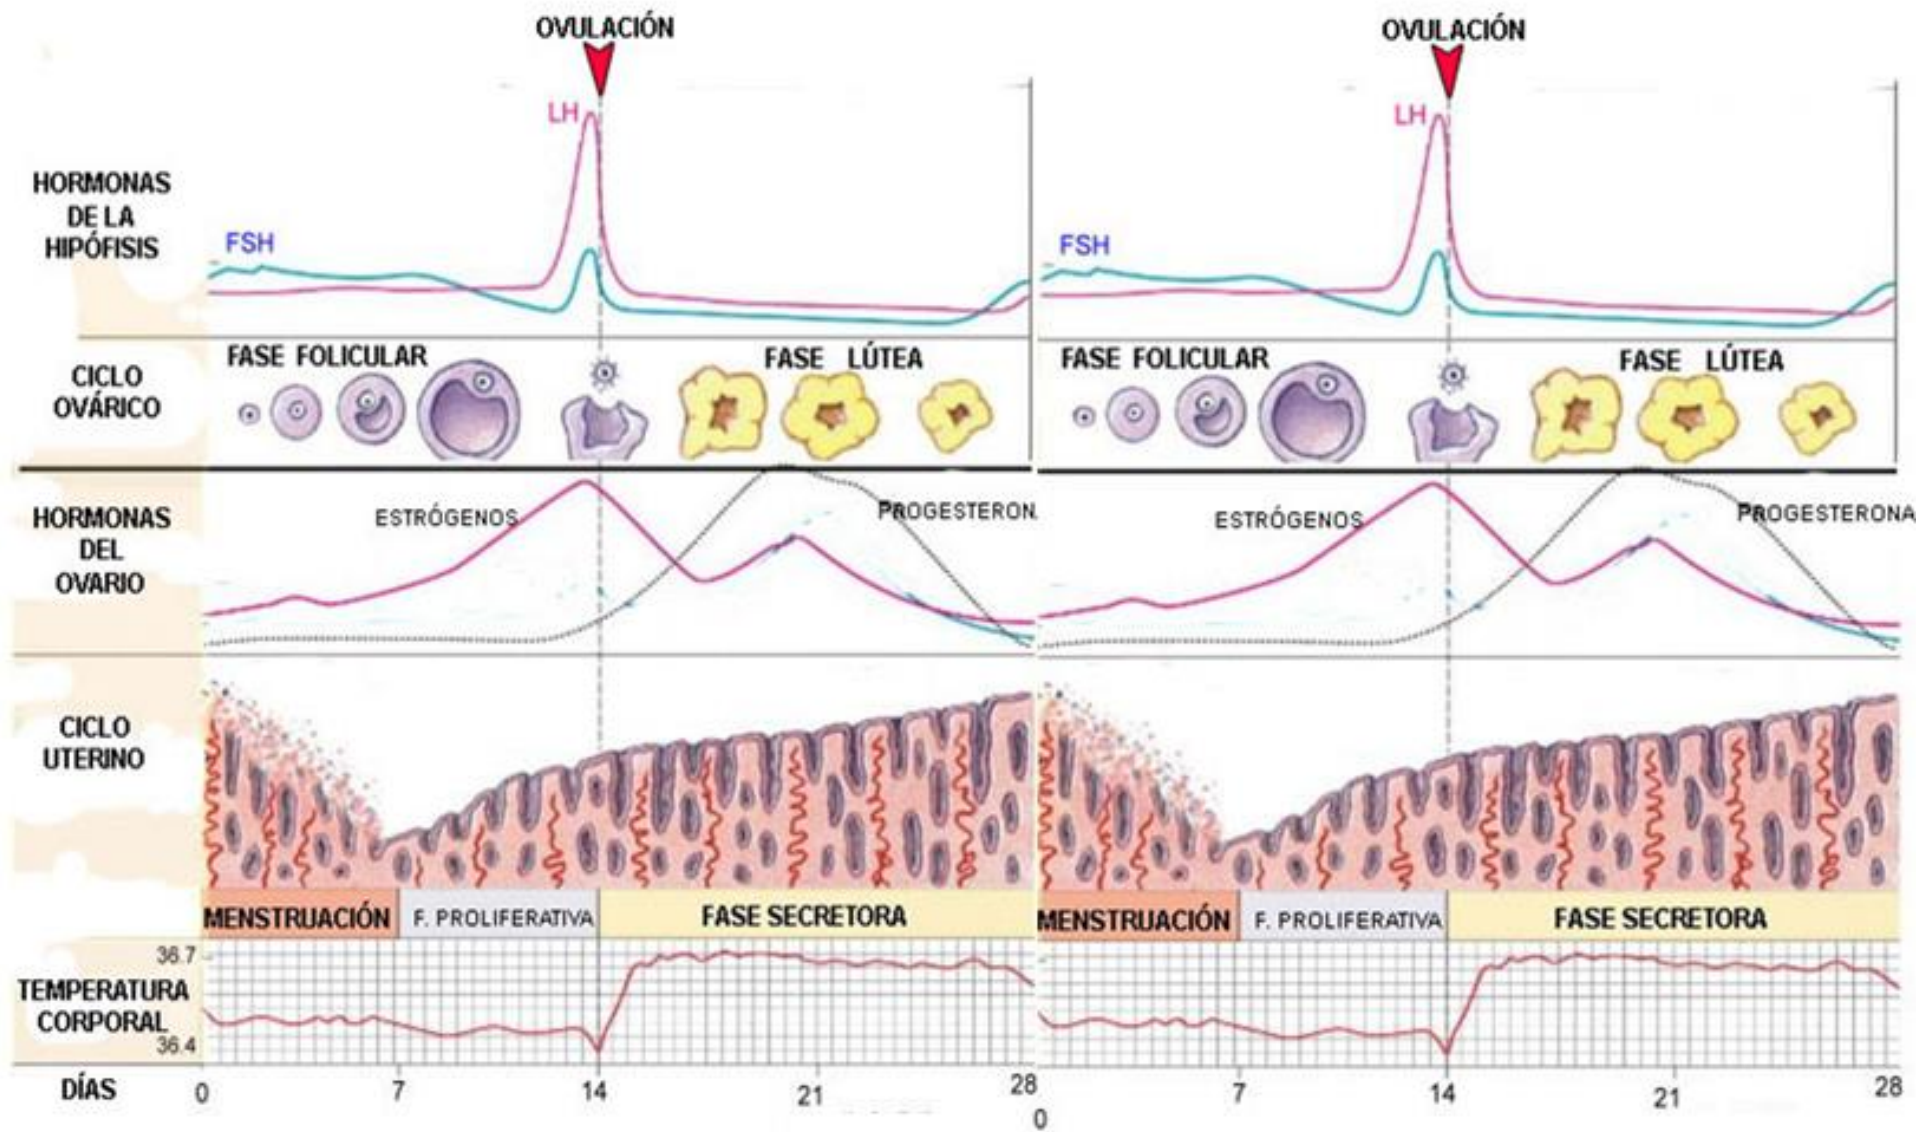 OVULACIÓN
OVULACIÓN
LH
LH
HORMONAS
DE LA
HIPÓFISIS
FSH
FSH
CICLO
OVÁRICO
FASE FOLICULAR
FASE LÚTEA
FASE FOLICULAR
FASE LÚTEA
HORMONAS
DEL
OVARIO
ESTRÓGENOS
PROGESTERON
ESTRÓGENOS
PROGESTERONA
CICLO
UTERINO
MENSTRUACIÓN
F. PROLIFERATIVA
FASE SECRETORA
MENSTRUACIÓN
F. PROLIFERATIVA
FASE SECRETORA
36.7
TEMPERATURA
CORPORAL
36.4
DÍAS
0 7 14 21 28
0 7 14 21 28